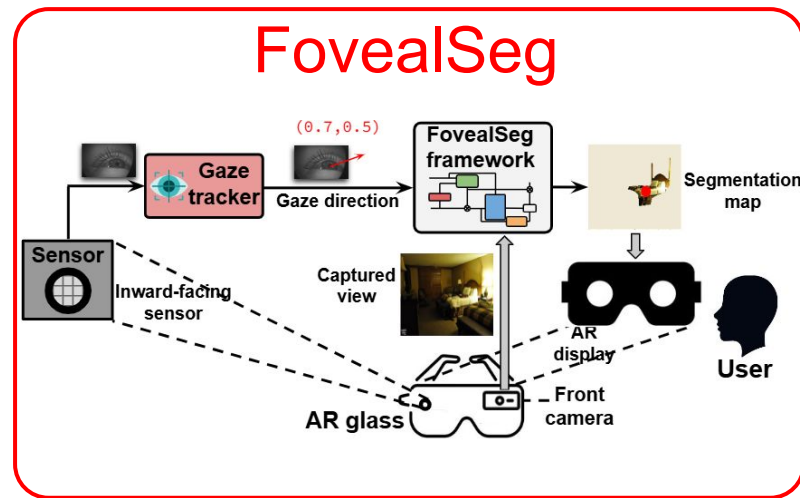 FovealSeg
(0.7,0.5)
FovealSeg
framework
Gaze
tracker
Gaze direction
Segmentation
map
Sensor
Inward-facing
sensor
Captured
view
AR
display
User
AR glass
Front
camera